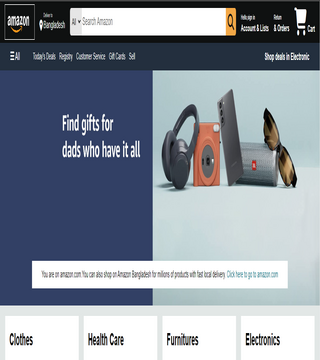 amazon
Deliver to
Bangladesh
All
Search Amazon
Hello, sign in
Account & Lists
Return
& Orders
Cart
All
Today's Deals Registry Customer Service Gift Cards Sell
Shop deals in Electronic
Find gifts for
dads who have it all
JBL
You are on amazon.com You can also shop on Amazon Bangladesh for millions of products with fast local delivery Click here to go to amazon.com
Clothes
Health Care
Furnitures
Electronics